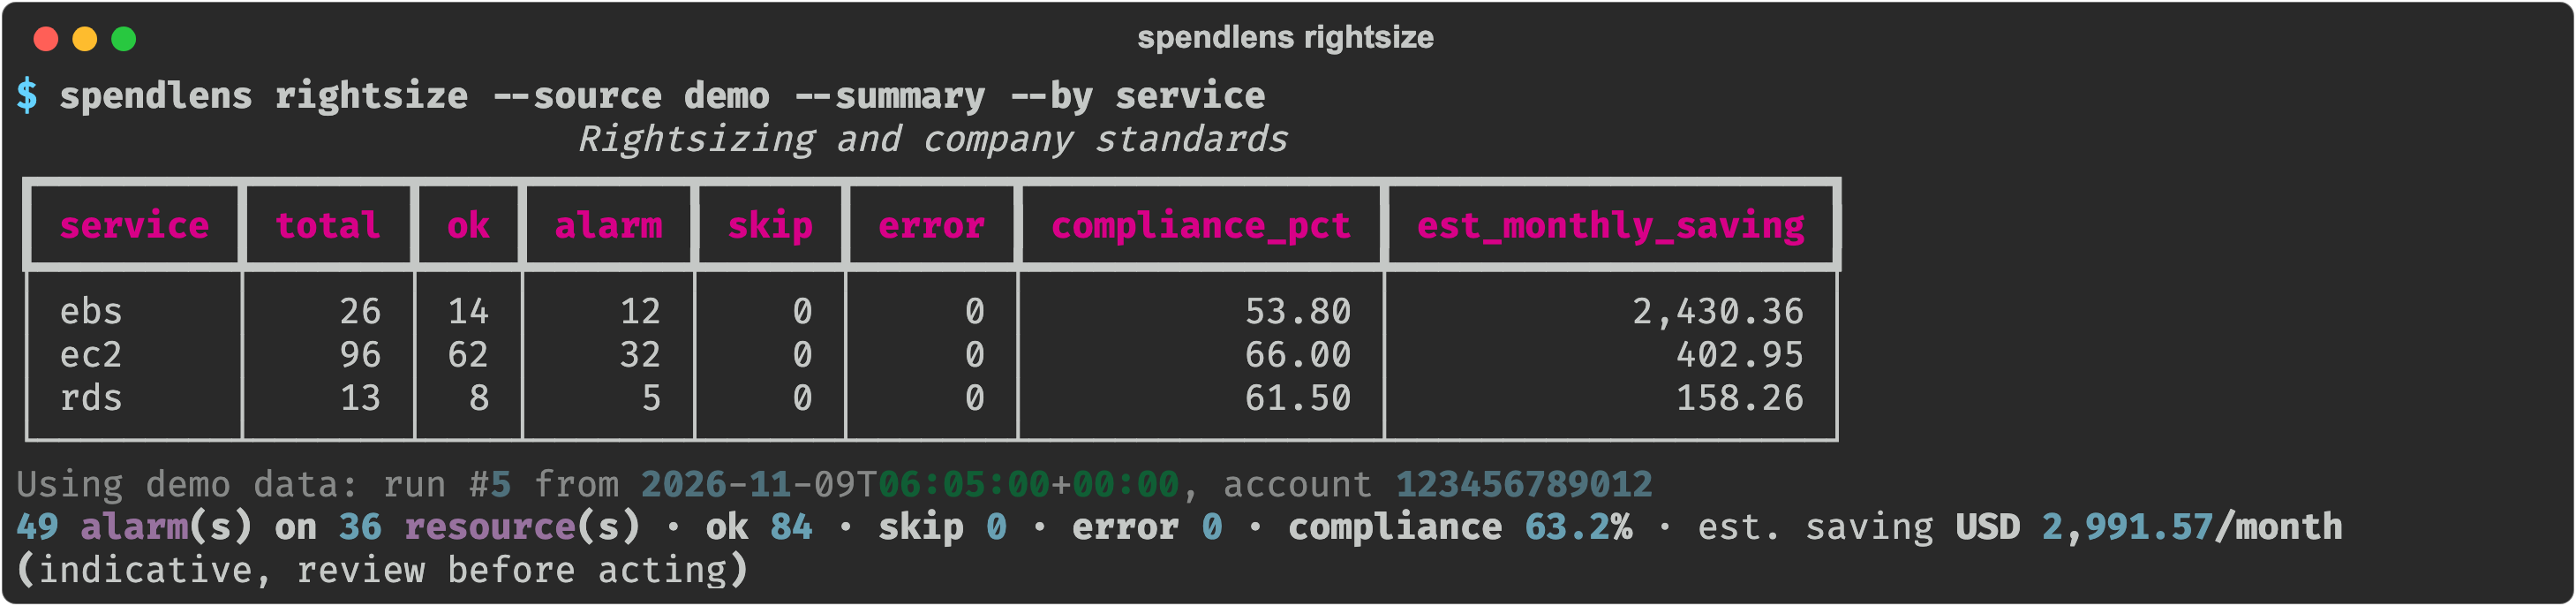 spendlens rightsize
$ spendlens rightsize --source demo --summary --by service
Rightsizing and company standards
service total ok alarm skip error compliance_pct est_monthly_saving
ebs 26 14 12 0 0 53.80 2,430.36
ec2 96 62 32 0 0 66.00 402.95
rds 13 8 5 0 0 61.50 158.26
Using demo data: run #5 from 2026-11-09T06:05:00+00:00, account 123456789012
49 alarm(s) on 36 resource(s) · ok 84 · skip 0 · error 0 · compliance 63.2% · est. saving USD 2,991.57/month
(indicative, review before acting)